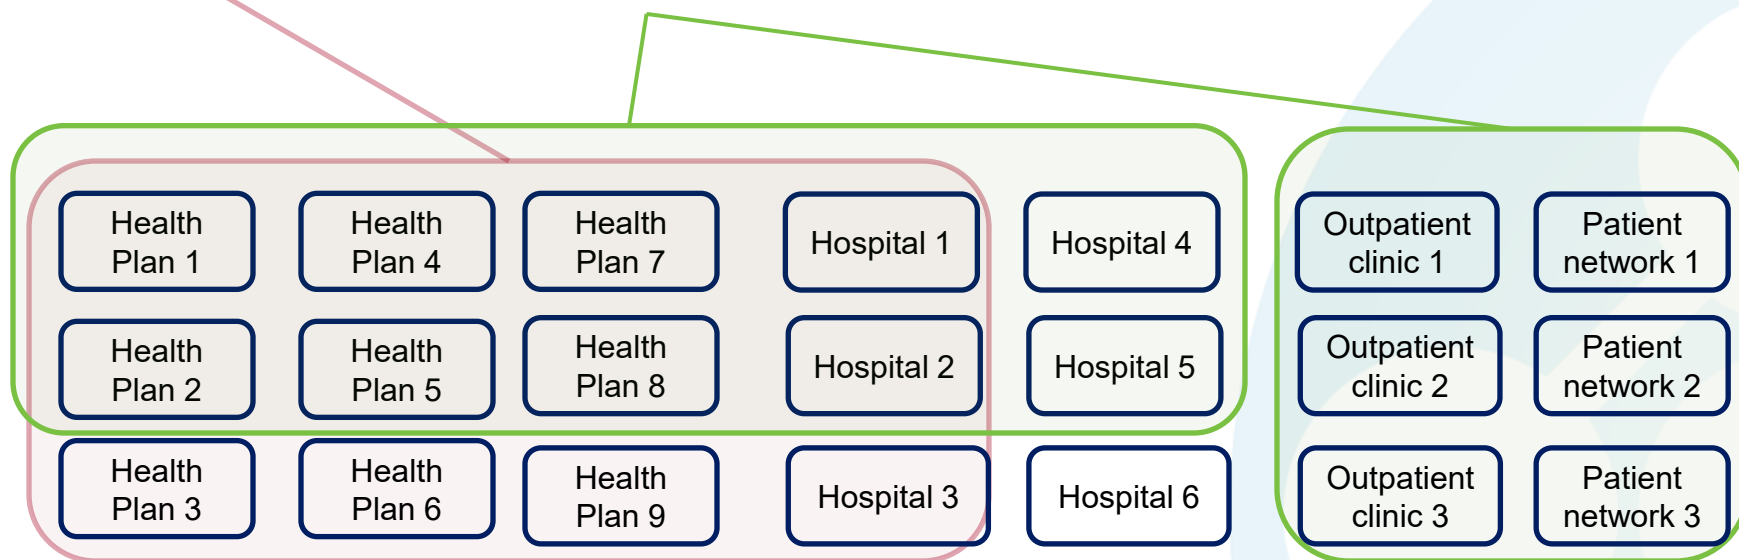 Health
Plan 1
Health
Plan 4
Health
Plan 7
Hospital 1
Hospital 4
Outpatient
clinic 1
Patient
network 1
Health
Plan 2
Health
Plan 5
Health
Plan 8
Hospital 2
Hospital 5
Outpatient
clinic 2
Patient
network 2
Health
Plan 3
Health
Plan 6
Health
Plan 9
Hospital 3
Hospital 6
Outpatient
clinic 3
Patient
network 3